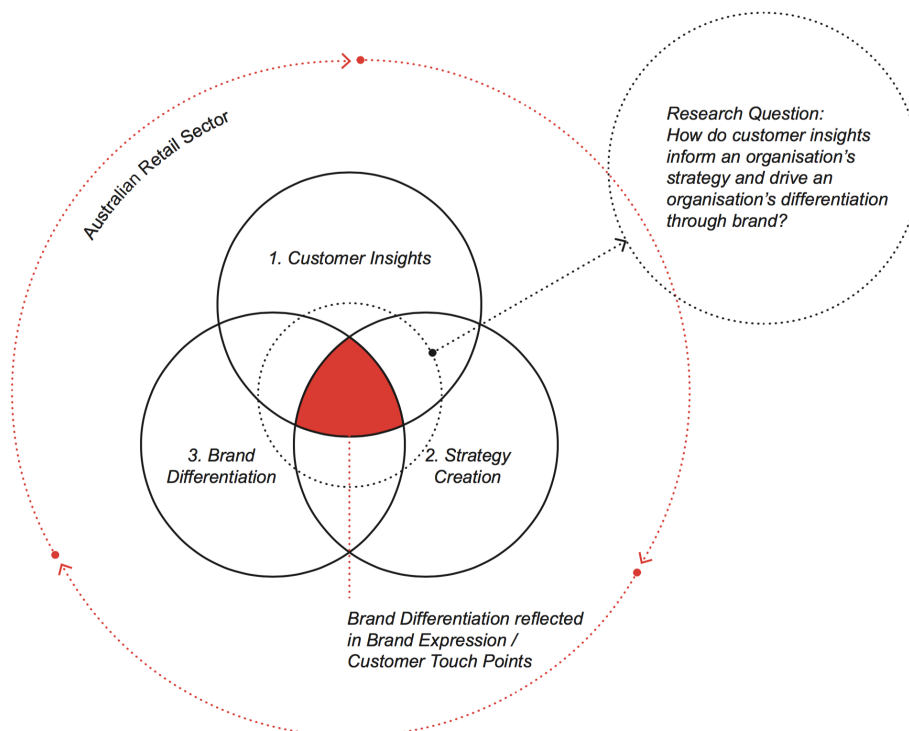 Australian Retail Sector
Research Question:
How do customer insights
inform an organisation's
strategy and drive an
organisation's differentiation
through brand?
1. Customer Insights
3. Brand
Differentiation
2. Strategy
Creation
Brand Differentiation reflected
in Brand Expression /
Customer Touch Points